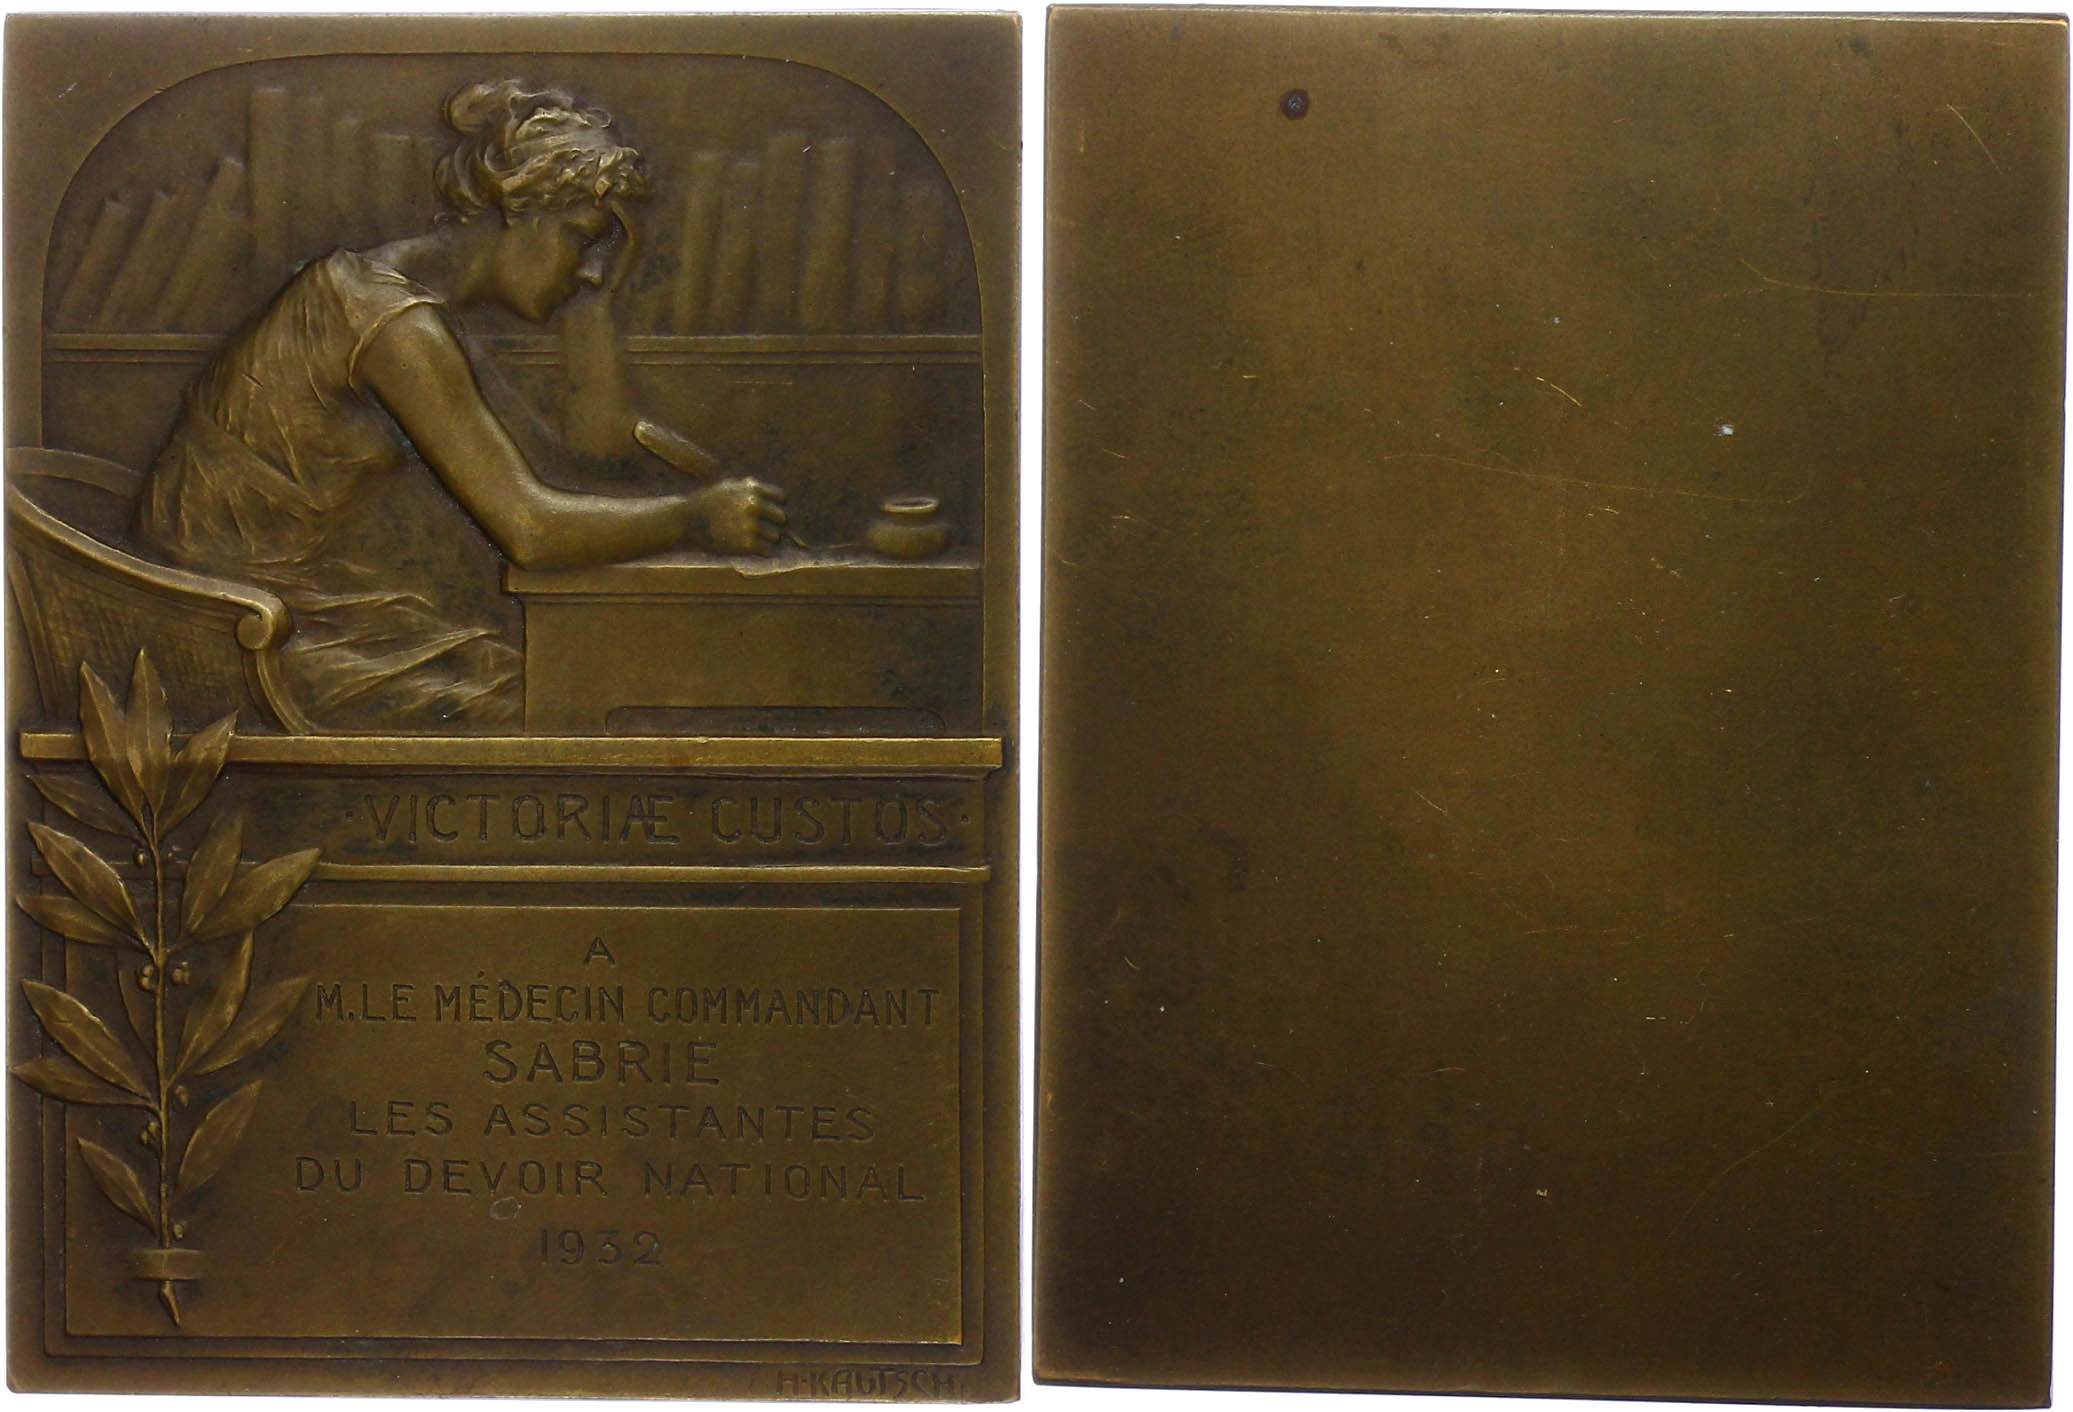 ·VICTORIÆ CUSTOS·
A
M. LE MÉDECIN COMMANDANT
SABRIE
LES ASSISTANTES
DU DEVOIR NATIONAL
1932
H·KAUTSCH·